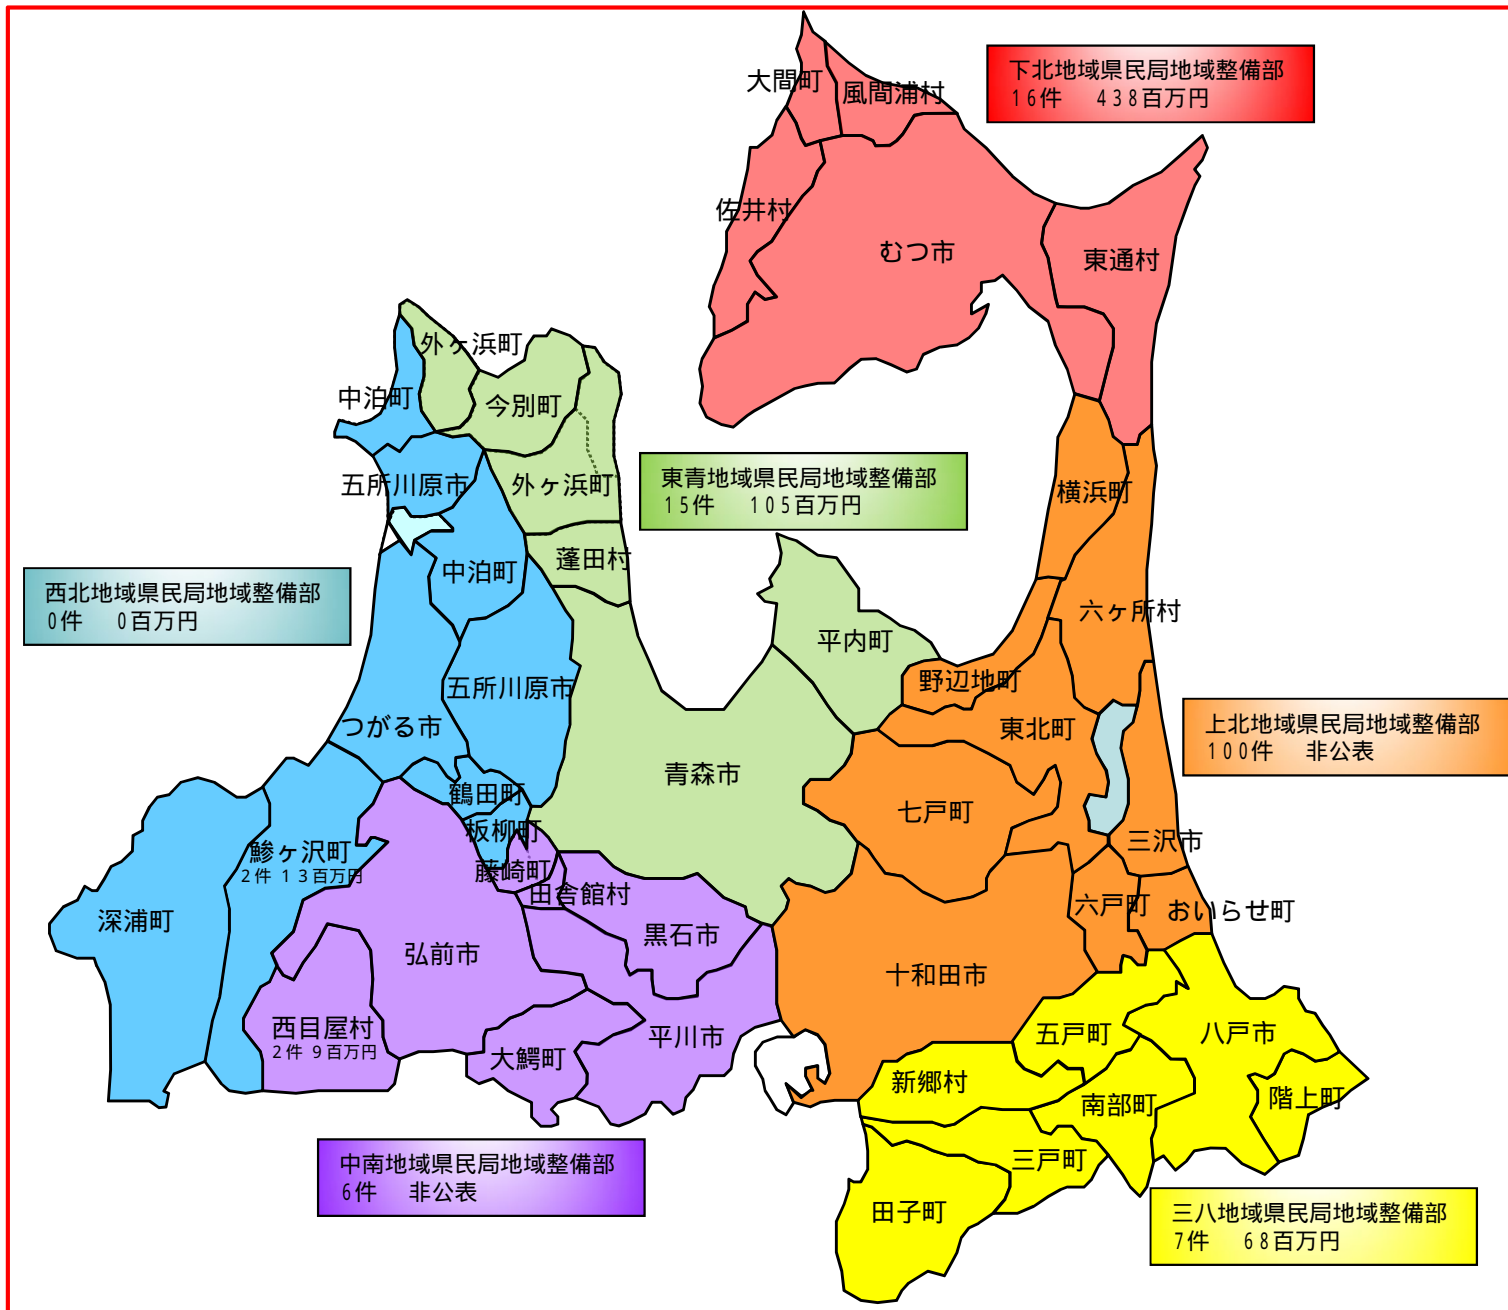 大間町
風間浦村
下北地域県民局地域整備部
16件 438百万円
佐井村
むつ市
東通村
外ヶ浜町
中泊町
今別町
五所川原市
外ヶ浜町
東青地域県民局地域整備部
15件 105百万円
横浜町
蓬田村
中泊町
西北地域県民局地域整備部
0件 0百万円
六ヶ所村
平内町
野辺地町
五所川原市
つがる市
東北町
上北地域県民局地域整備部
100件 非公表
青森市
鶴田町
七戸町
板柳町
三沢市
鰺ヶ沢町
2件 13百万円
藤崎町
田舎館村
深浦町
六戸町
おいらせ町
黒石市
弘前市
十和田市
西目屋村
2件 9百万円
平川市
五戸町
八戸市
大鰐町
新郷村
南部町
階上町
中南地域県民局地域整備部
6件 非公表
三戸町
田子町
三八地域県民局地域整備部
7件 68百万円